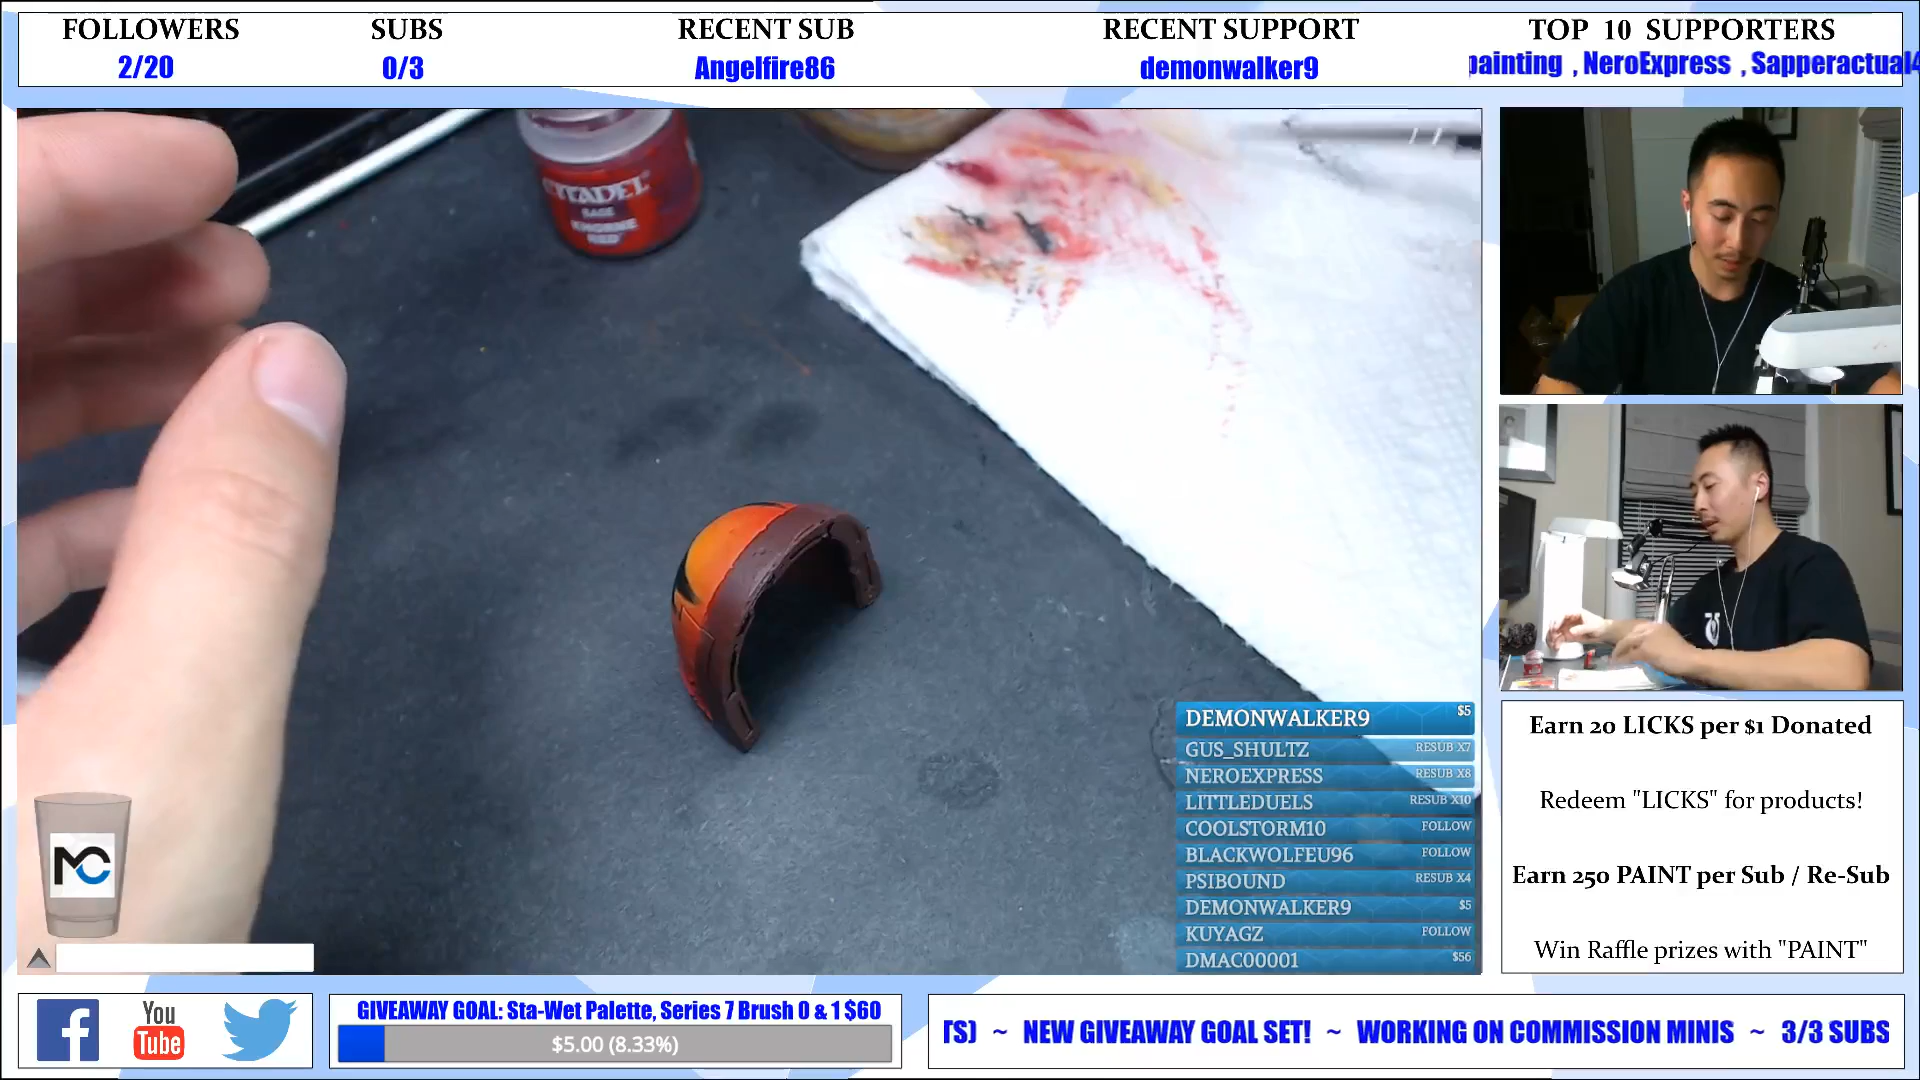 FOLLOWERS
2/20
SUBS
0/3
RECENT SUB
Angelfire86
RECENT SUPPORT
demonwalker9
TOP 10 SUPPORTERS
painting , NeroExpress , Sapperactual4
CITADEL
BASE
KHORNE
RED
DEMONWALKER9 $5
GUS_SHULTZ RESUB X7
NEROEXPRESS RESUB X8
LITTLEDUELS RESUB X10
COOLSTORM10 FOLLOW
BLACKWOLFEU96 FOLLOW
PSIBOUND RESUB X4
DEMONWALKER9 $5
KUYAGZ FOLLOW
DMAC00001 $56
MC
Earn 20 LICKS per $1 Donated
Redeem "LICKS" for products!
Earn 250 PAINT per Sub / Re-Sub
Win Raffle prizes with "PAINT"
f
You
Tube
GIVEAWAY GOAL: Sta-Wet Palette, Series 7 Brush 0 & 1 $60
$5.00 (8.33%)
TS) ~ NEW GIVEAWAY GOAL SET! ~ WORKING ON COMMISSION MINIS ~ 3/3 SUBS